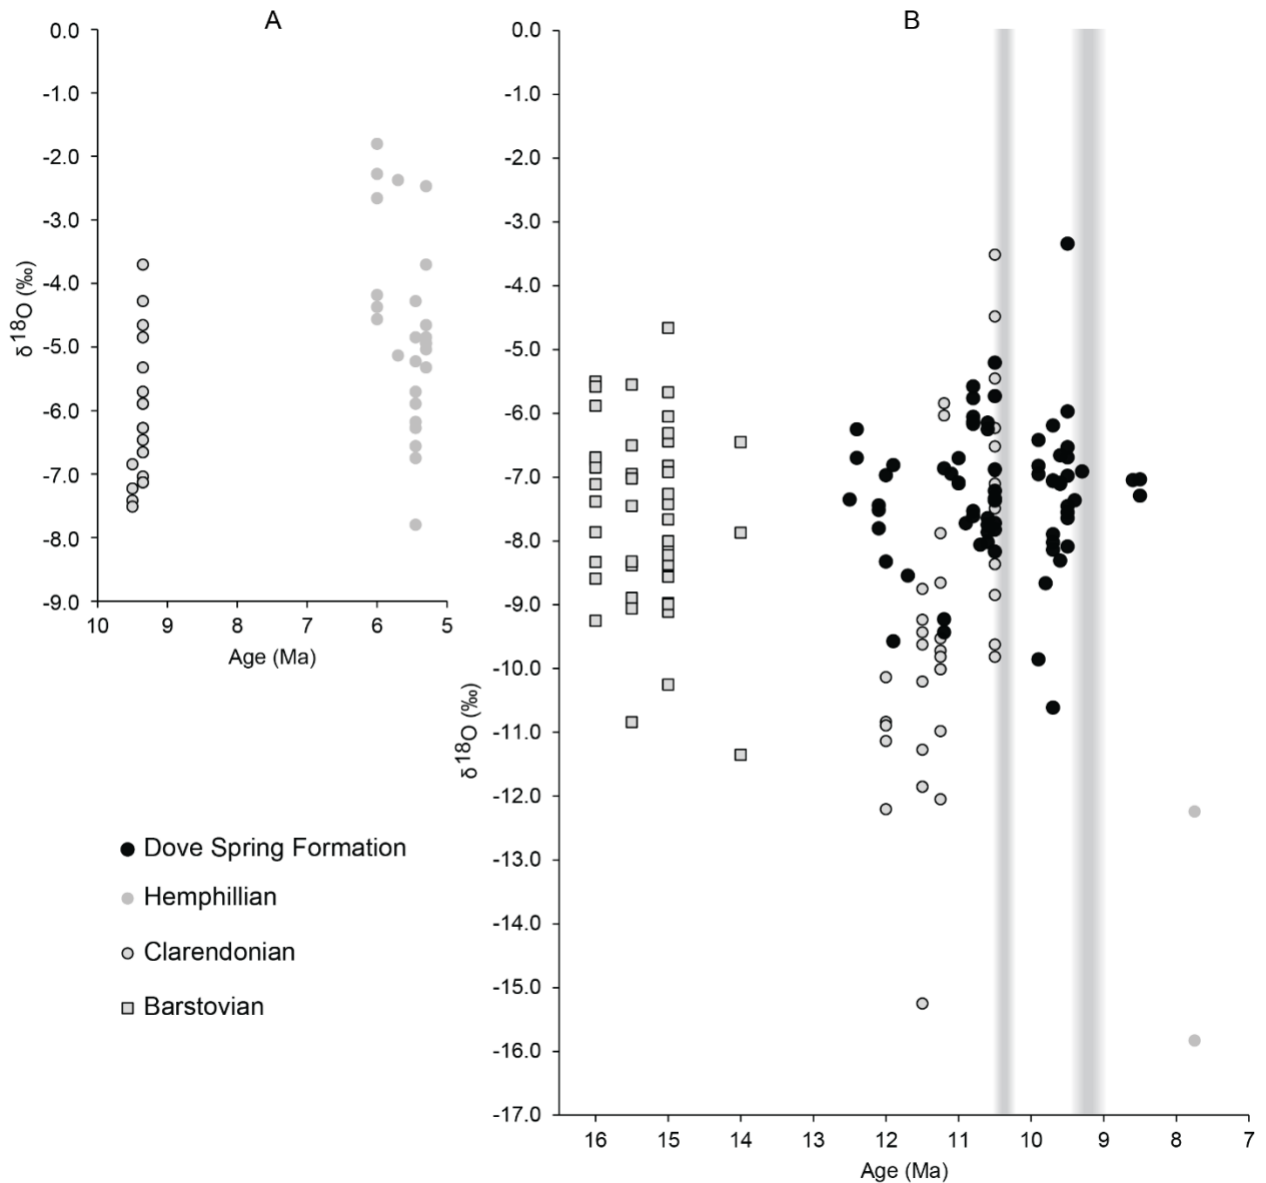 A
0.0
-1.0
-2.0
-3.0
-4.0
-5.0
-6.0
-7.0
-8.0
-9.0
δ18O (‰)
10 9 8 7 6 5
Age (Ma)
B
0.0
-1.0
-2.0
-3.0
-4.0
-5.0
-6.0
-7.0
-8.0
-9.0
-10.0
-11.0
-12.0
-13.0
-14.0
-15.0
-16.0
-17.0
δ18O (‰)
16 15 14 13 12 11 10 9 8 7
Age (Ma)
Dove Spring Formation
Hemphillian
Clarendonian
Barstovian